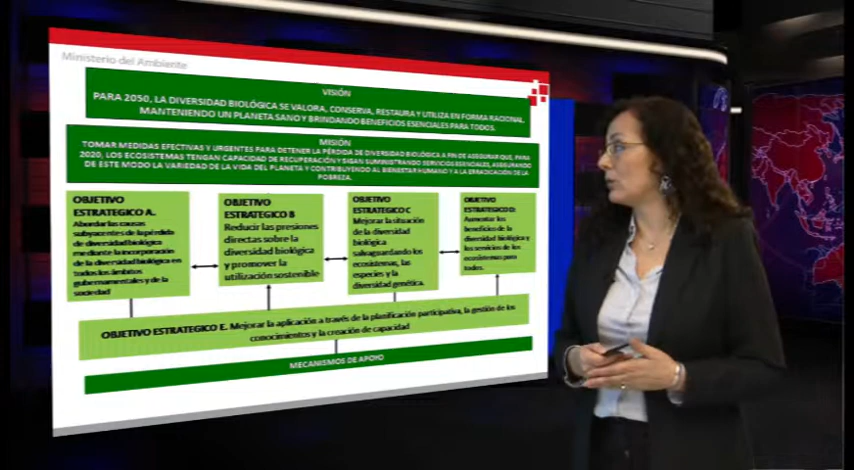 Ministerio del Ambiente
VISIÓN
PARA 2050, LA DIVERSIDAD BIOLÓGICA SE VALORA, CONSERVA, RESTAURA Y UTILIZA EN FORMA RACIONAL,
MANTENIENDO UN PLANETA SANO Y BRINDANDO BENEFICIOS ESENCIALES PARA TODOS.
MISIÓN
TOMAR MEDIDAS EFECTIVAS Y URGENTES PARA DETENER LA PÉRDIDA DE DIVERSIDAD BIOLÓGICA A FIN DE ASEGURAR QUE, PARA
2020, LOS ECOSISTEMAS TENGAN CAPACIDAD DE RECUPERACIÓN Y SIGAN SUMINISTRANDO SERVICIOS ESENCIALES, ASEGURANDO
DE ESTE MODO LA VARIEDAD DE LA VIDA DEL PLANETA Y CONTRIBUYENDO AL BIENESTAR HUMANO Y A LA ERRADICACIÓN DE LA
POBREZA.
OBJETIVO
ESTRATEGICO A.
Abordar las causas
subyacentes de la pérdida
de diversidad biológica
mediante la incorporación
de la diversidad biológica en
todos los ámbitos
gubernamentales y de la
sociedad
OBJETIVO
ESTRATEGICO B
Reducir las presiones
directas sobre la
diversidad biológica
y promover la
utilización sostenible
OBJETIVO
ESTRATEGICO C
Mejorar la situación
de la diversidad
biológica
salvaguardando los
ecosistemas, las
especies y la
diversidad genética.
OBJETIVO
ESTRATEGICO D:
Aumentar los
beneficios de la
diversidad biológica y
los servicios de los
ecosistemas para
todos.
OBJETIVO ESTRATEGICO E. Mejorar la aplicación a través de la planificación participativa, la gestión de los
conocimientos y la creación de capacidad
MECANISMOS DE APOYO